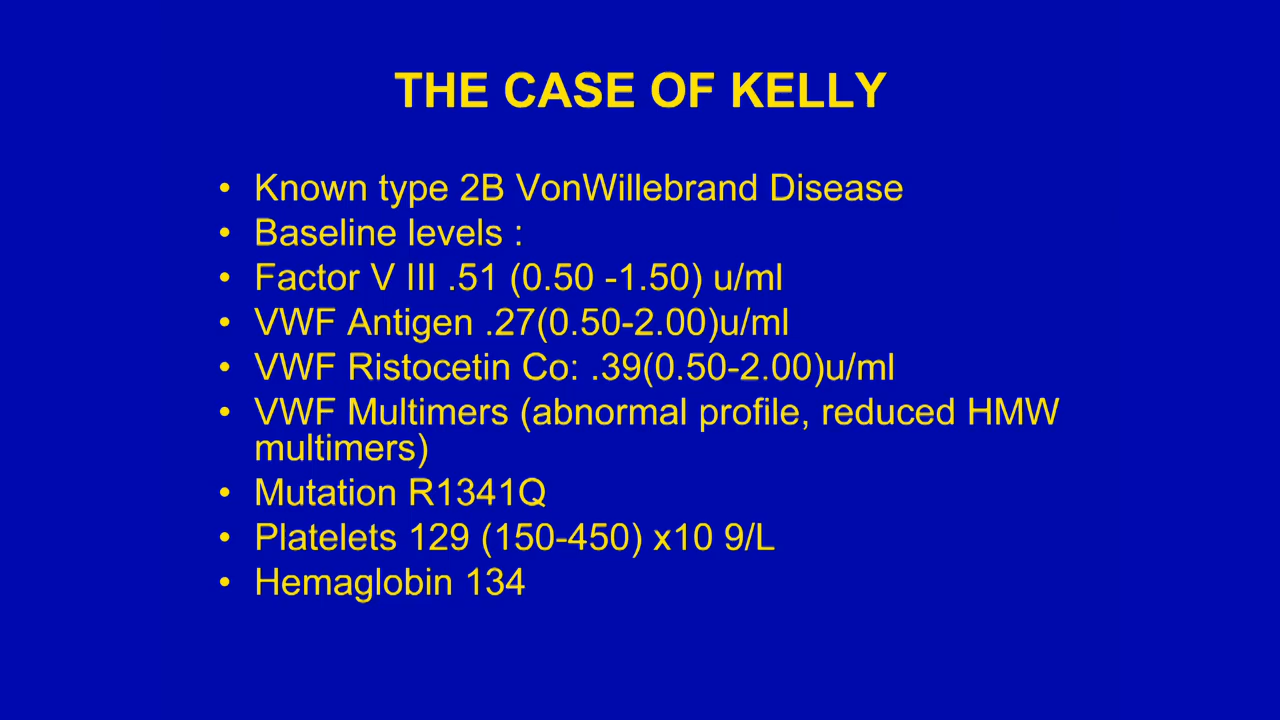 THE CASE OF KELLY
• Known type 2B VonWillebrand Disease
• Baseline levels :
• Factor V III .51 (0.50 -1.50) u/ml
• VWF Antigen .27(0.50-2.00)u/ml
• VWF Ristocetin Co: .39(0.50-2.00)u/ml
• VWF Multimers (abnormal profile, reduced HMW
multimers)
• Mutation R1341Q
• Platelets 129 (150-450) x10 9/L
• Hemaglobin 134